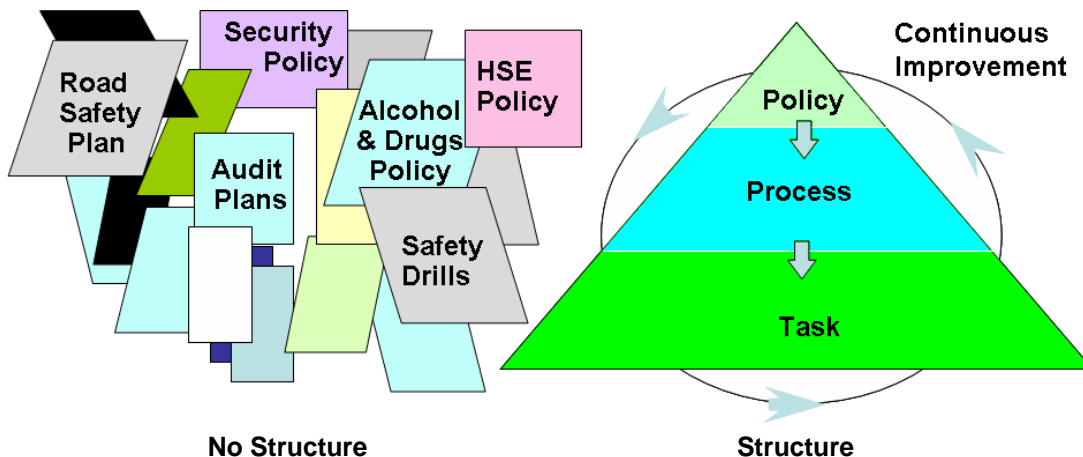 Security
Policy
Road
Safety
Plan
HSE
Policy
Alcohol
& Drugs
Policy
Audit
Plans
Safety
Drills
No Structure
Continuous
Improvement
Policy
Process
Task
Structure